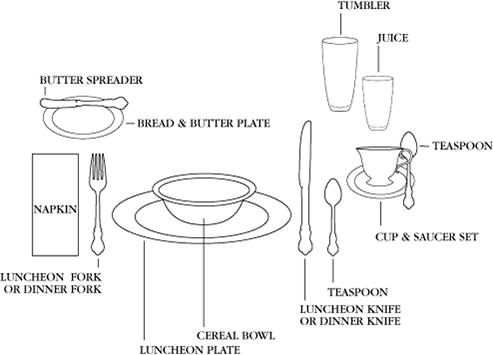 TUMBLER
JUICE
BUTTER SPREADER
BREAD & BUTTER PLATE
TEASPOON
NAPKIN
CUP & SAUCER SET
LUNCHEON FORK
OR DINNER FORK
TEASPOON
LUNCHEON KNIFE
OR DINNER KNIFE
CEREAL BOWL
LUNCHEON PLATE